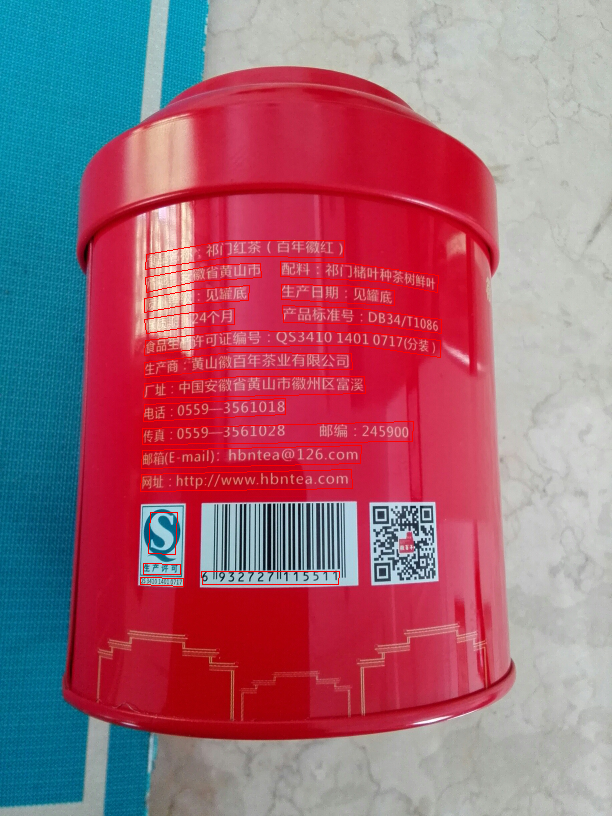 ：祁门红茶（百年徽红）
安徽省黄山市 配料：祁门槠叶种茶树鲜叶
：见罐底 生产日期：见罐底
24个月 产品标准号：DB34/T1086
食品生产许可证编号：QS3410 1401 0717(分装)
生产商：黄山徽百年茶业有限公司
厂址：中国安徽省黄山市徽州区富溪
电话：0559—3561018
传真：0559—3561028 邮编：245900
邮箱(E-mail)：hbntea@126.com
网址：http://www.hbntea.com
S
生产许可
QS 3410 1401 0717
6 932727 115511